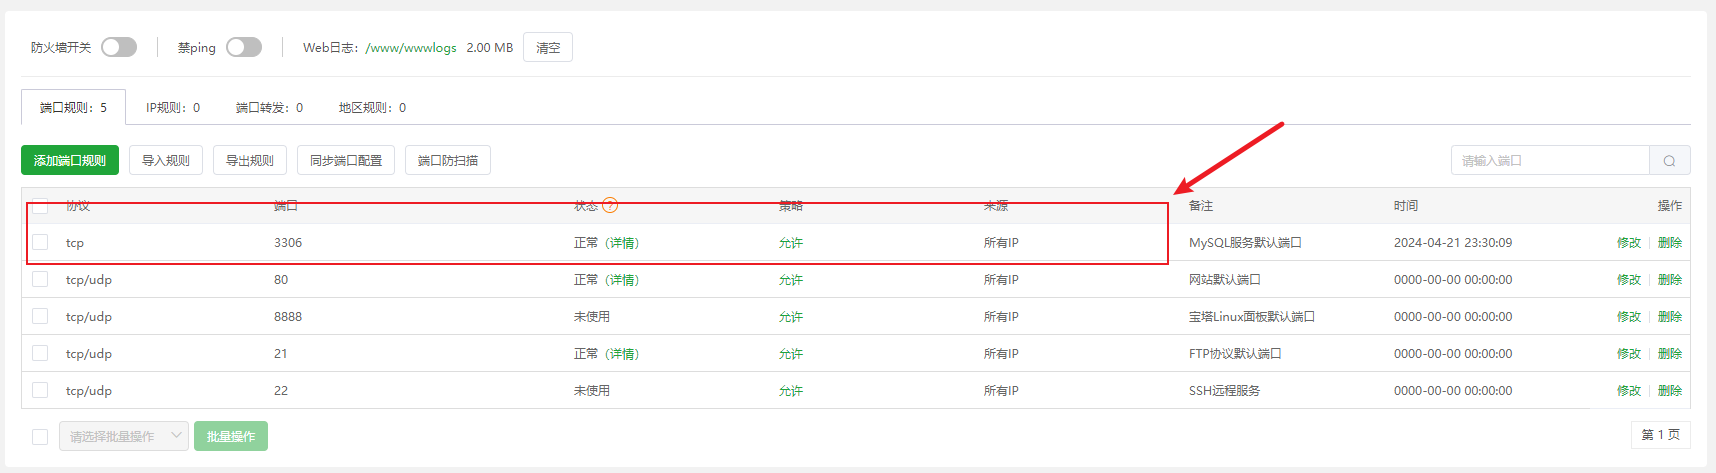 防火墙开关 禁ping Web日志：/www/wwwlogs 2.00 MB 清空
端口规则：5 IP规则：0 端口转发：0 地区规则：0
添加端口规则 导入规则 导出规则 同步端口配置 端口防扫描 请输入端口
协议 端口 状态 ? 策略 来源 备注 时间 操作
tcp 3306 正常（详情） 允许 所有IP MySQL服务默认端口 2024-04-21 23:30:09 修改 | 删除
tcp/udp 80 正常（详情） 允许 所有IP 网站默认端口 0000-00-00 00:00:00 修改 | 删除
tcp/udp 8888 未使用 允许 所有IP 宝塔Linux面板默认端口 0000-00-00 00:00:00 修改 | 删除
tcp/udp 21 正常（详情） 允许 所有IP FTP协议默认端口 0000-00-00 00:00:00 修改 | 删除
tcp/udp 22 未使用 允许 所有IP SSH远程服务 0000-00-00 00:00:00 修改 | 删除
请选择批量操作 批量操作 第 1 页